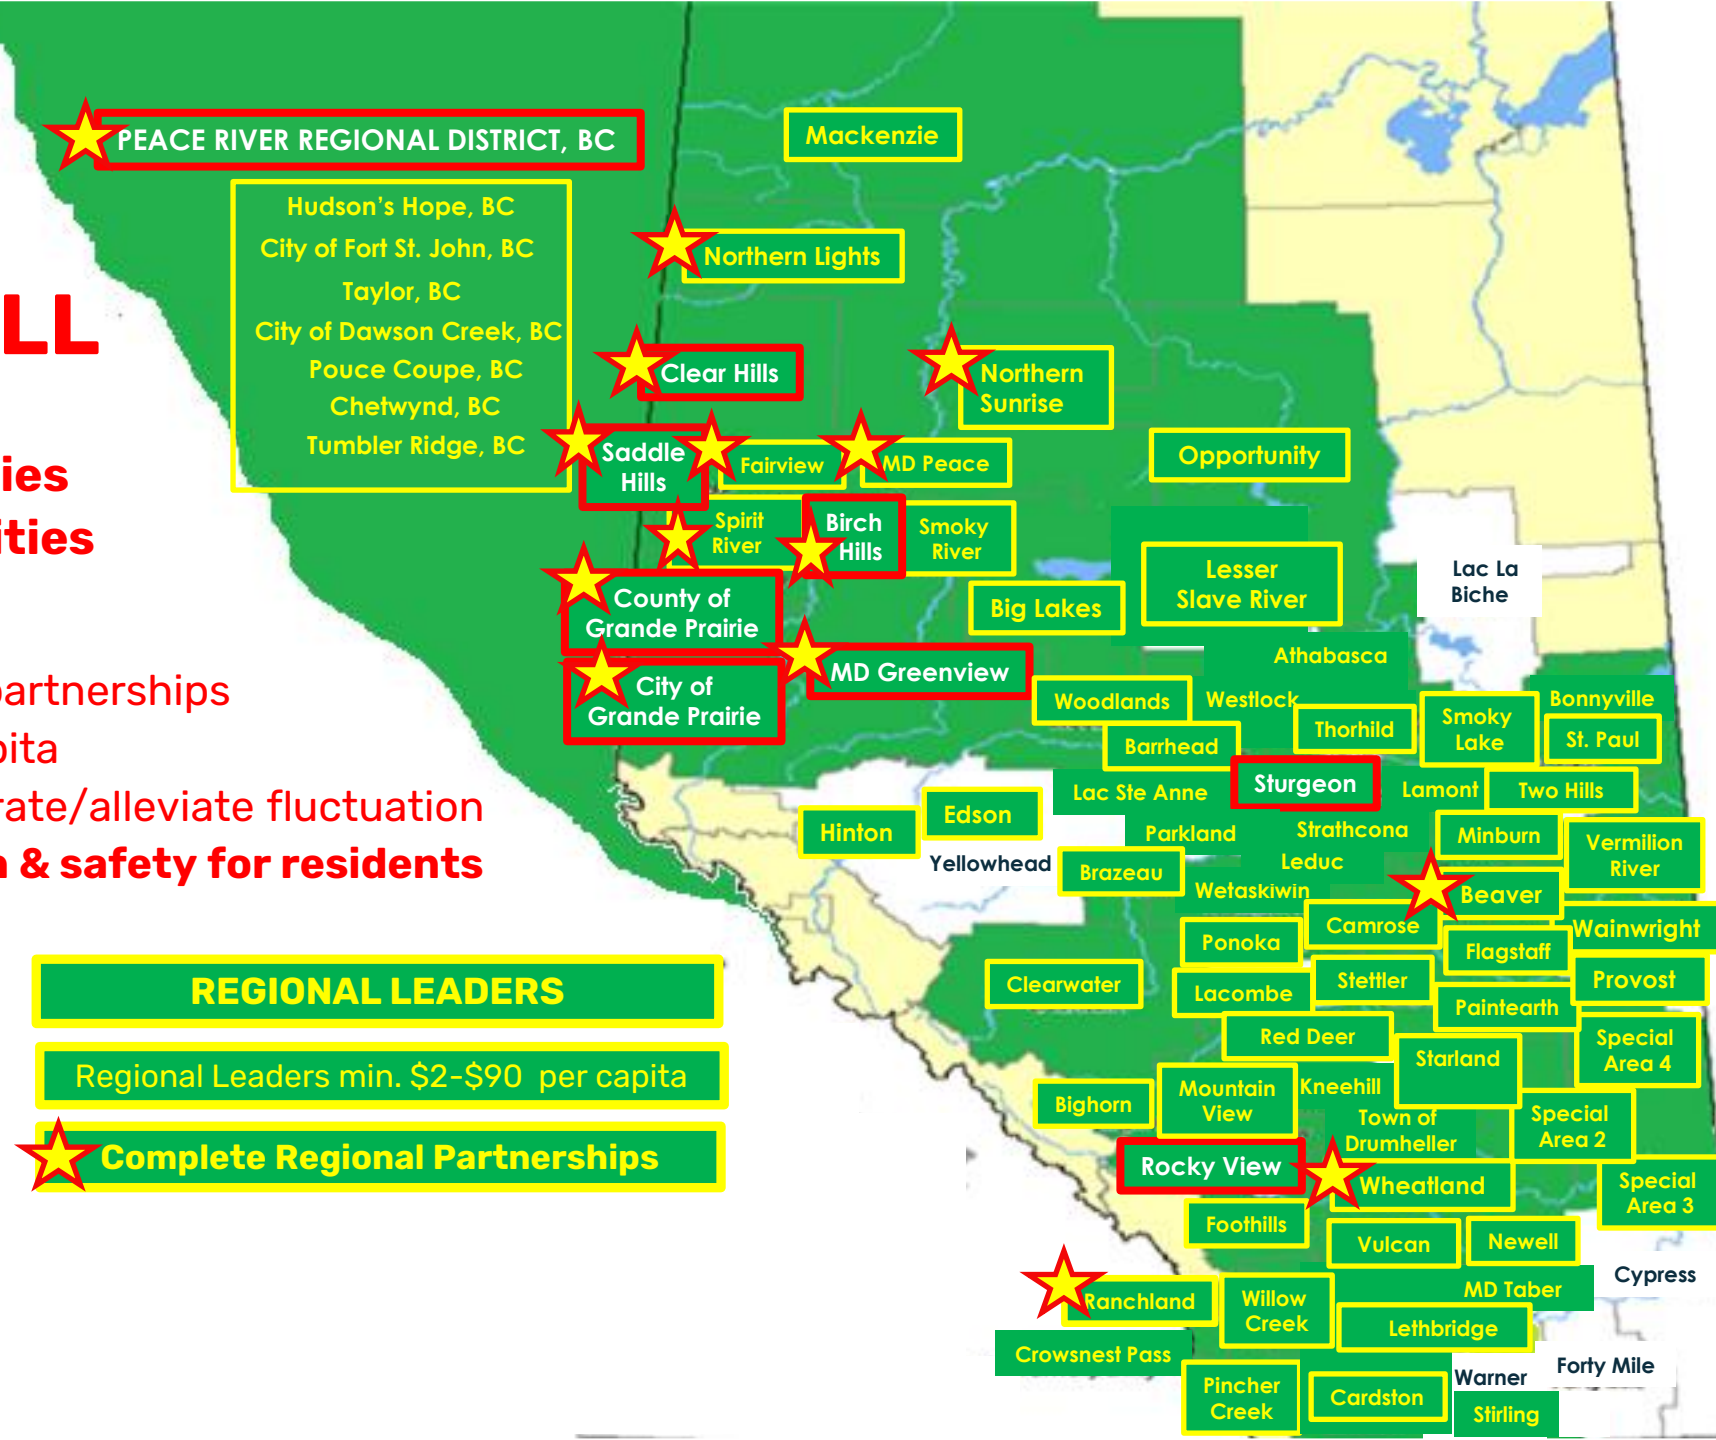 PEACE RIVER REGIONAL DISTRICT, BC
Hudson's Hope, BC
City of Fort St. John, BC
Taylor, BC
City of Dawson Creek, BC
Pouce Coupe, BC
Chetwynd, BC
Tumbler Ridge, BC
LL
ies
ities
partnerships
pita
rate/alleviate fluctuation
& safety for residents
REGIONAL LEADERS
Regional Leaders min. $2-$90 per capita
Complete Regional Partnerships
Mackenzie
Northern Lights
Clear Hills
Northern
Sunrise
Saddle
Hills
Fairview
MD Peace
Opportunity
Spirit
River
Birch
Hills
Smoky
River
County of
Grande Prairie
Big Lakes
Lesser
Slave River
Lac La
Biche
City of
Grande Prairie
MD Greenview
Athabasca
Woodlands
Westlock
Thorhild
Smoky
Lake
Bonnyville
St. Paul
Barrhead
Sturgeon
Lac Ste Anne
Lamont
Two Hills
Hinton
Edson
Parkland
Strathcona
Minburn
Vermilion
River
Yellowhead
Brazeau
Leduc
Wetaskiwin
Beaver
Camrose
Wainwright
Ponoka
Flagstaff
Clearwater
Lacombe
Stettler
Provost
Paintearth
Red Deer
Starland
Special
Area 4
Bighorn
Mountain
View
Kneehill
Town of
Drumheller
Special
Area 2
Rocky View
Wheatland
Special
Area 3
Foothills
Vulcan
Newell
Cypress
Ranchland
Willow
Creek
MD Taber
Lethbridge
Crowsnest Pass
Warner
Forty Mile
Pincher
Creek
Cardston
Stirling